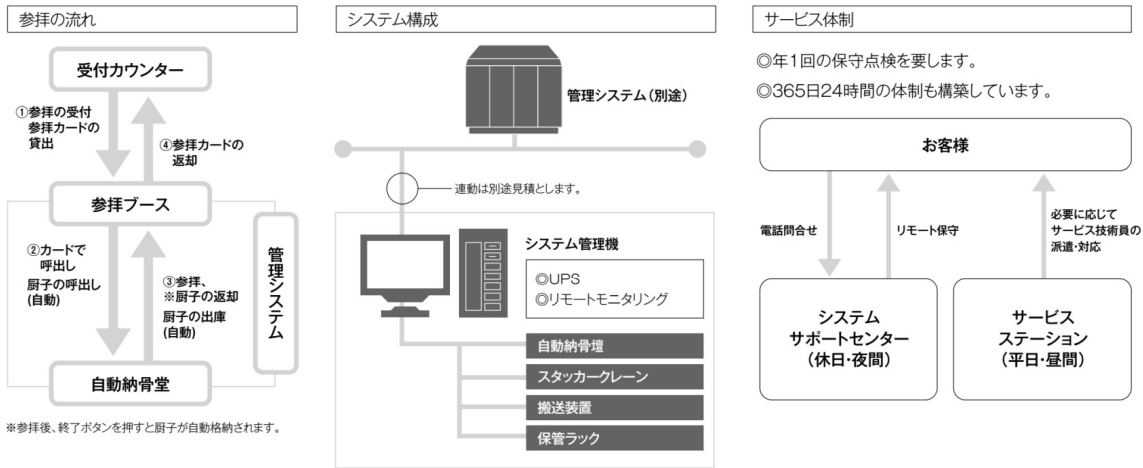 参拝の流れ
受付カウンター
①参拝の受付
参拝カードの
貸出
④参拝カードの
返却
参拝ブース
②カードで
呼出し
厨子の呼出し
(自動)
③参拝、
※厨子の返却
厨子の出庫
(自動)
管理システム
自動納骨堂
※参拝後、終了ボタンを押すと厨子が自動格納されます。
システム構成
管理システム(別途)
連動は別途見積とします。
システム管理機
◎UPS
◎リモートモニタリング
自動納骨壇
スタッカークレーン
搬送装置
保管ラック
サービス体制
◎年1回の保守点検を要します。
◎365日24時間の体制も構築しています。
お客様
電話問合せ
リモート保守
必要に応じて
サービス技術員の
派遣・対応
システム
サポートセンター
(休日・夜間)
サービス
ステーション
(平日・昼間)